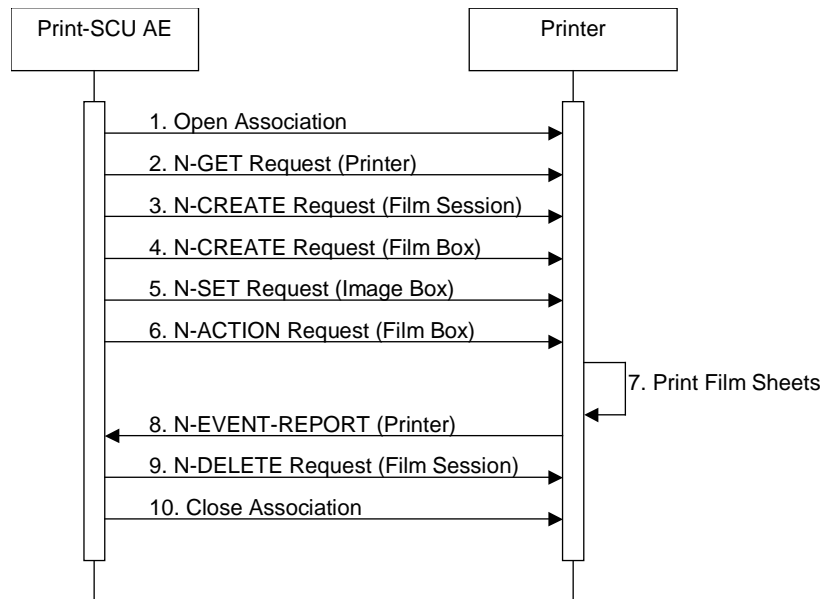 Print-SCU AE
Printer
1. Open Association
2. N-GET Request (Printer)
3. N-CREATE Request (Film Session)
4. N-CREATE Request (Film Box)
5. N-SET Request (Image Box)
6. N-ACTION Request (Film Box)
7. Print Film Sheets
8. N-EVENT-REPORT (Printer)
9. N-DELETE Request (Film Session)
10. Close Association